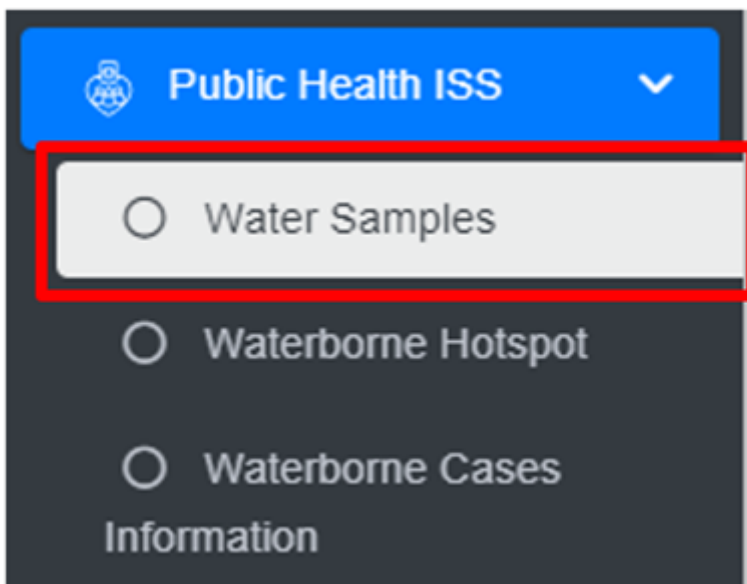 Public Health ISS
Water Samples
Waterborne Hotspot
Waterborne Cases
Information